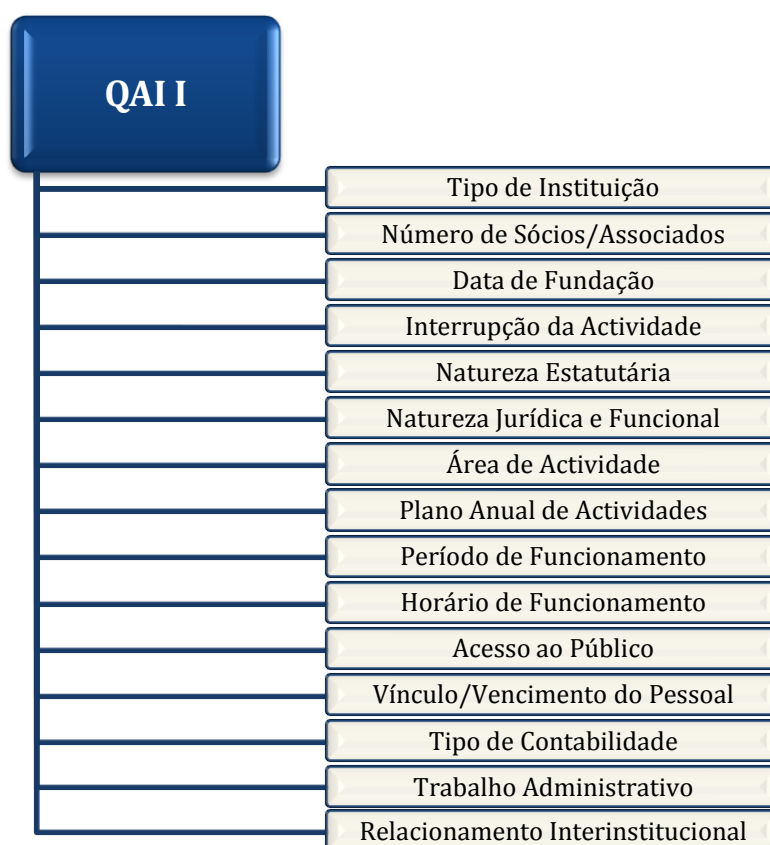 QAI I
Tipo de Instituição
Número de Sócios/Associados
Data de Fundação
Interrupção da Actividade
Natureza Estatutária
Natureza Jurídica e Funcional
Área de Actividade
Plano Anual de Actividades
Período de Funcionamento
Horário de Funcionamento
Acesso ao Público
Vínculo/Vencimento do Pessoal
Tipo de Contabilidade
Trabalho Administrativo
Relacionamento Interinstitucional